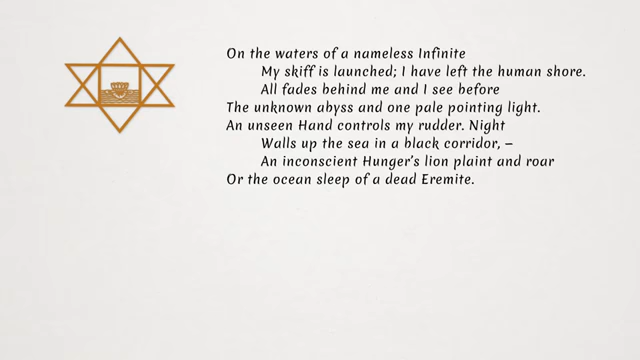 On the waters of a nameless Infinite
My skiff is launched; I have left the human shore.
All fades behind me and I see before
The unknown abyss and one pale pointing light.
An unseen Hand controls my rudder. Night
Walls up the sea in a black corridor, –
An inconscient Hunger’s lion plaint and roar
Or the ocean sleep of a dead Eremite.